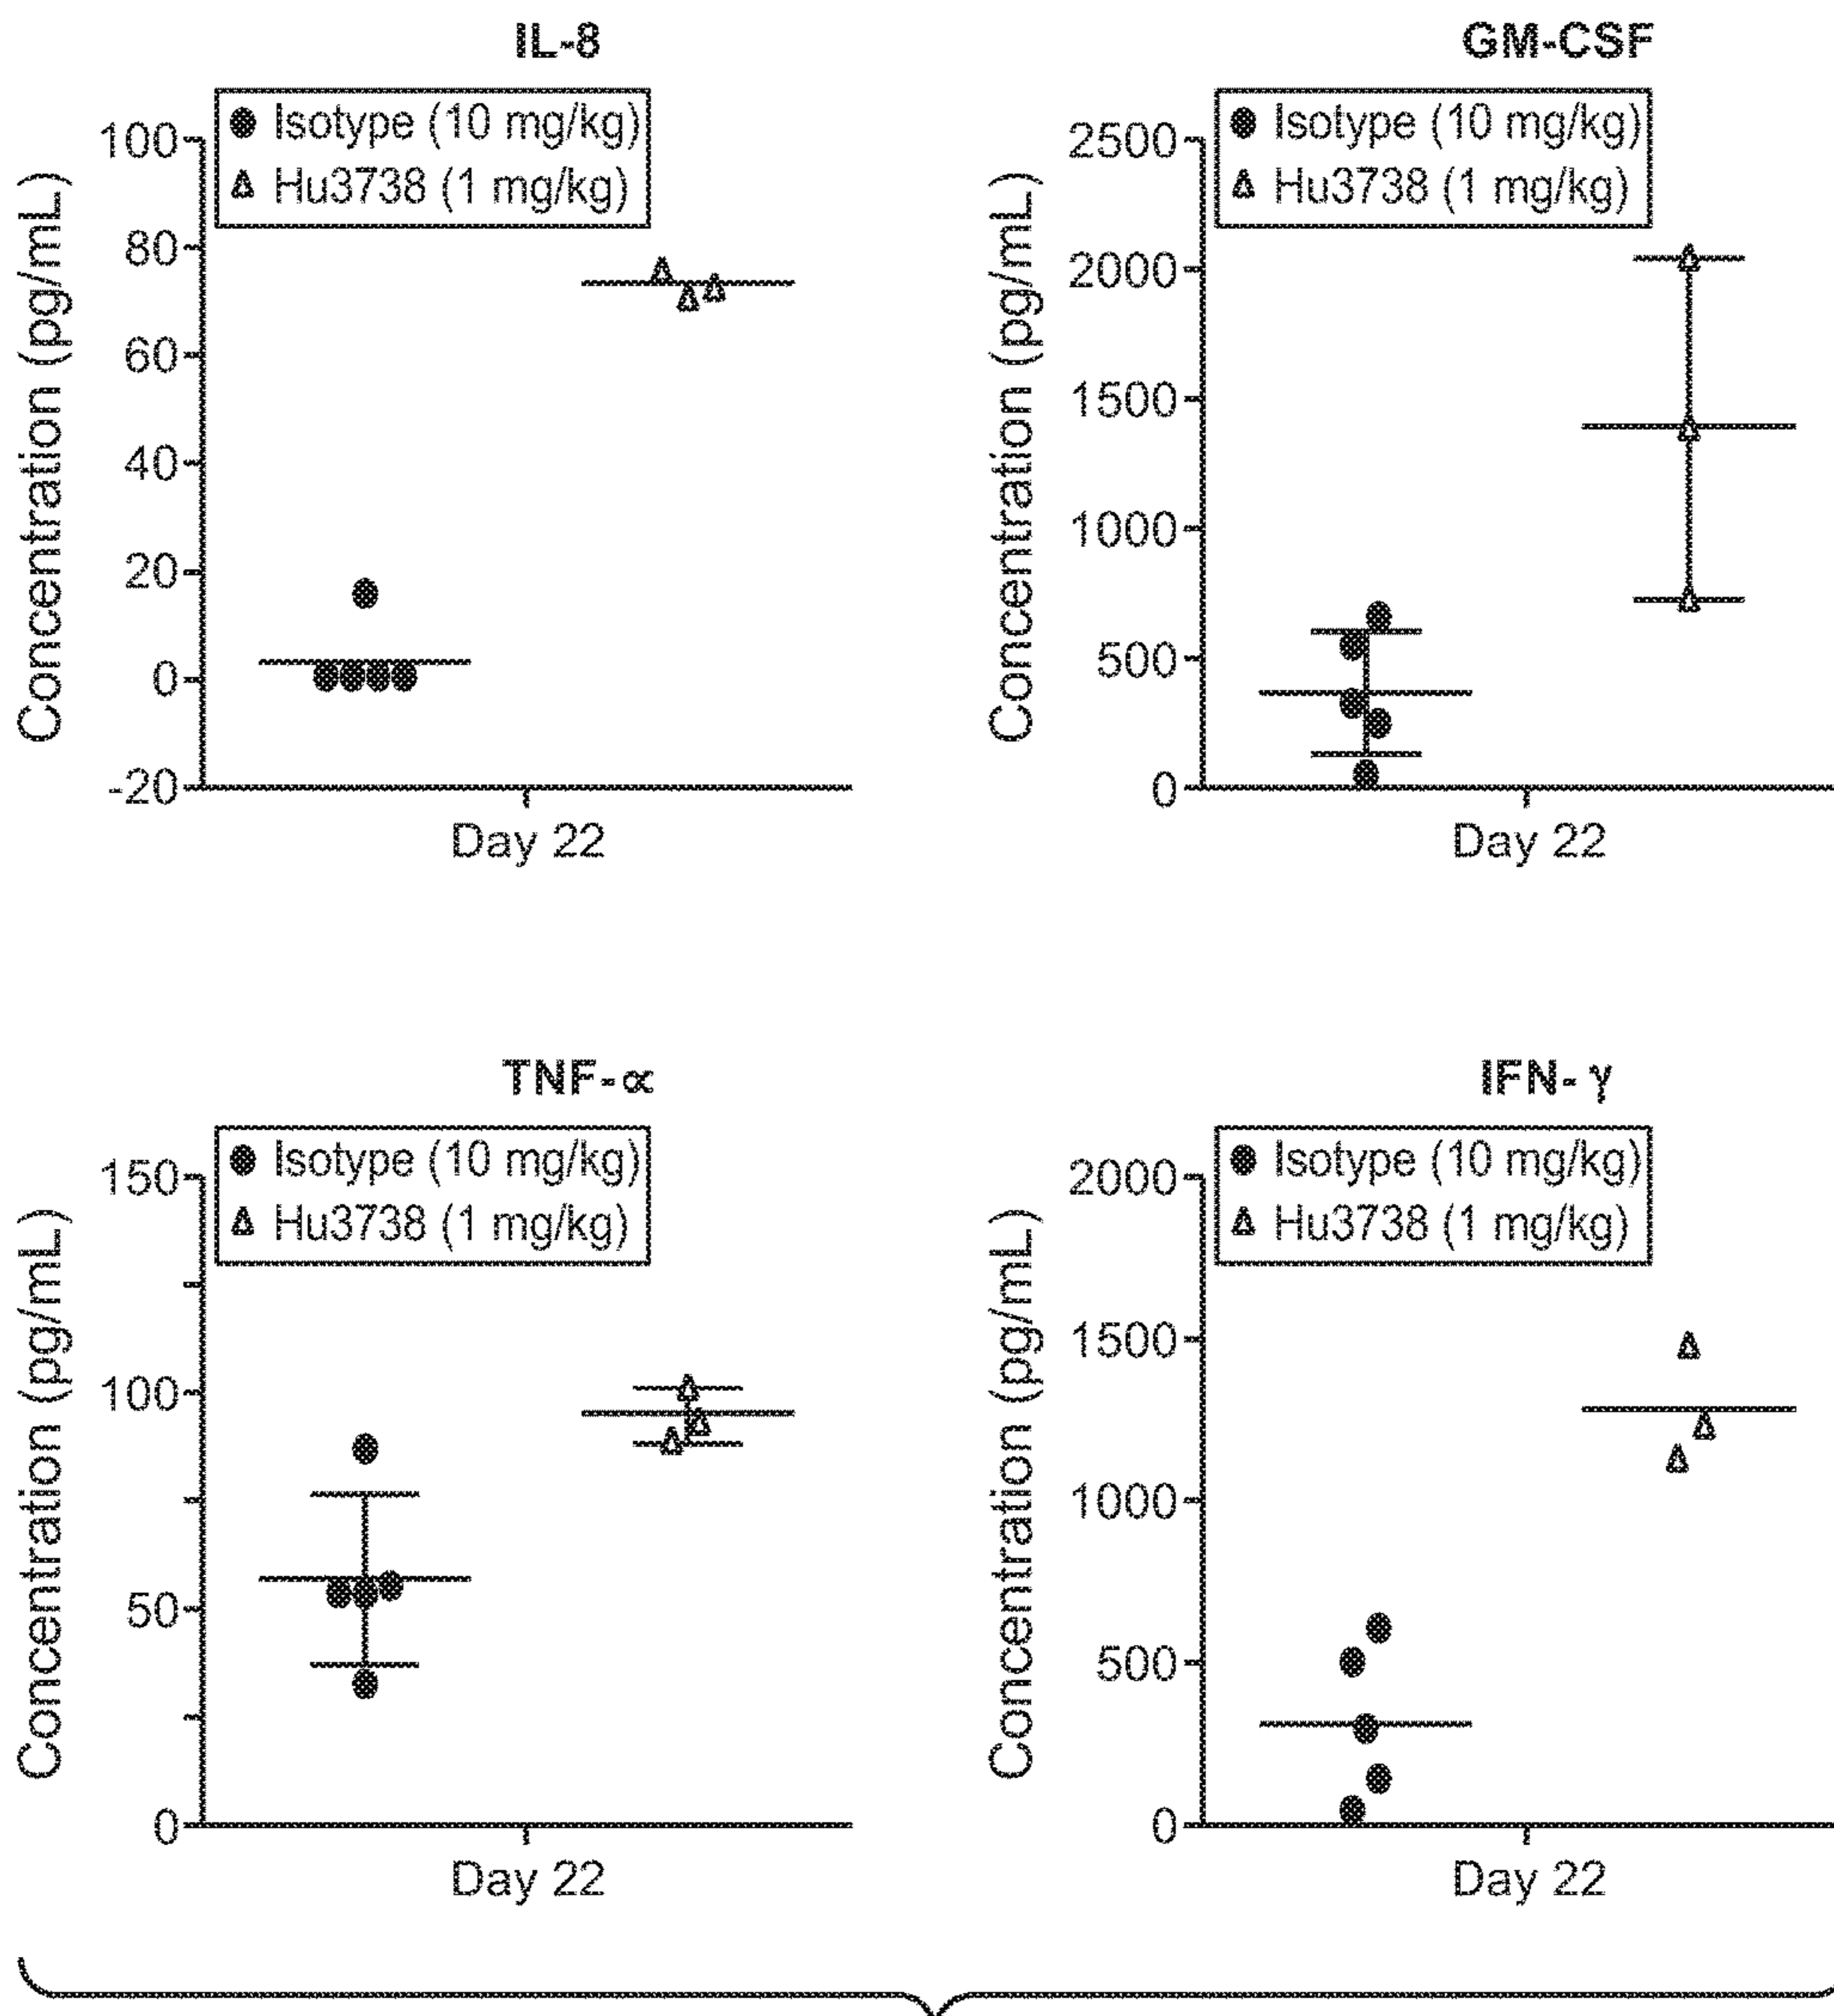 IL-8
Isotype (10 mg/kg)
Hu3738 (1 mg/kg)
Concentration (pg/mL)
100
80
60
40
20
0
-20
Day 22
GM-CSF
Isotype (10 mg/kg)
Hu3738 (1 mg/kg)
Concentration (pg/mL)
2500
2000
1500
1000
500
0
Day 22
TNF-α
Isotype (10 mg/kg)
Hu3738 (1 mg/kg)
Concentration (pg/mL)
150
100
50
0
Day 22
IFN- γ
Isotype (10 mg/kg)
Hu3738 (1 mg/kg)
Concentration (pg/mL)
2000
1500
1000
500
0
Day 22